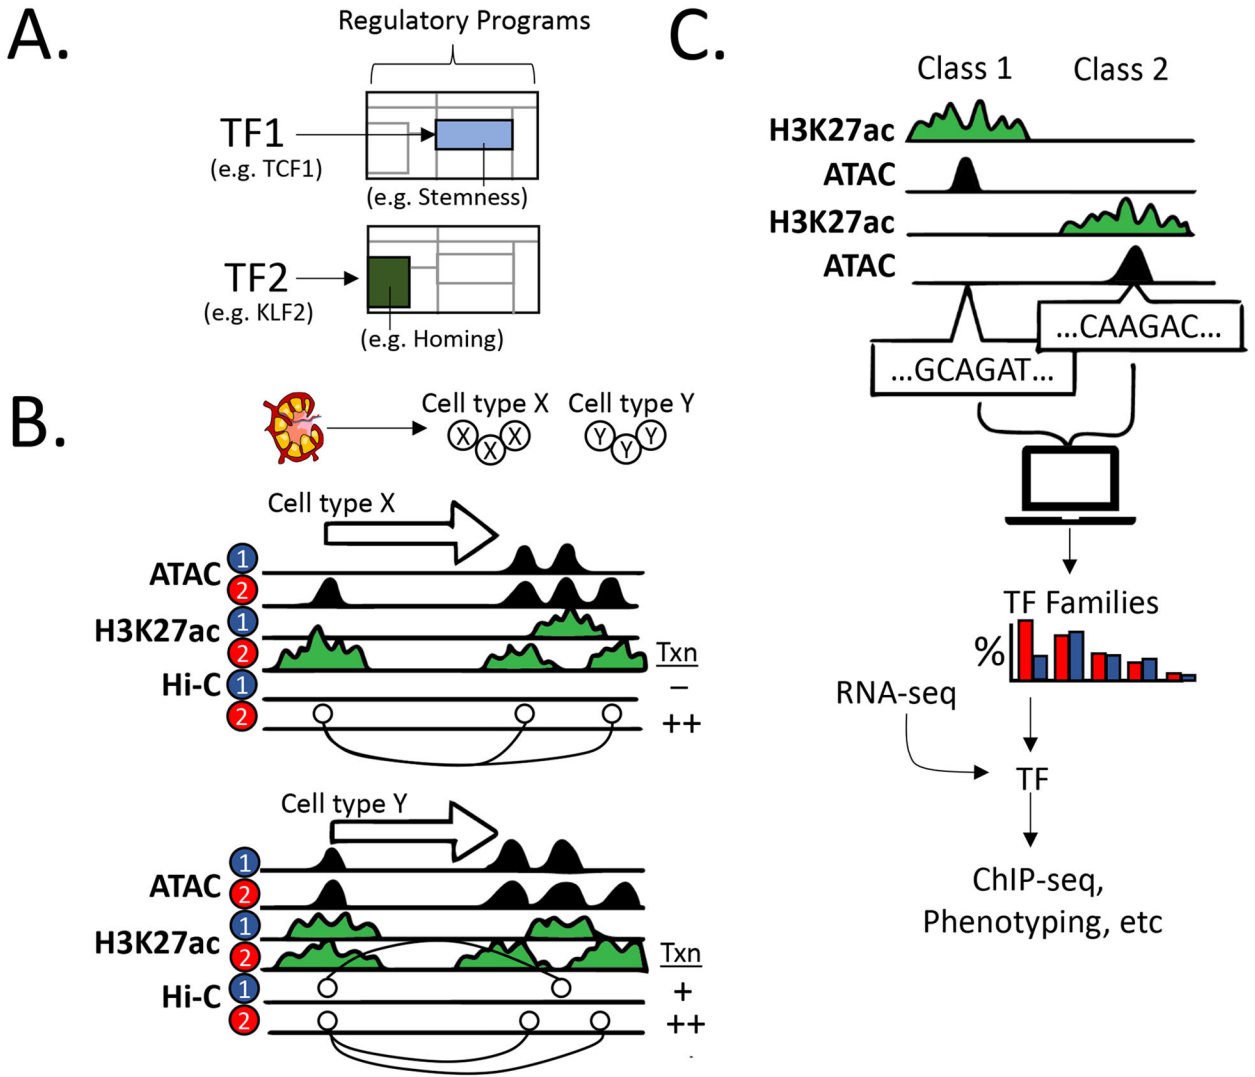 A.
Regulatory Programs
TF1
(e.g. TCF1)
(e.g. Stemness)
TF2
(e.g. KLF2)
(e.g. Homing)
B.
Cell type X
Cell type Y
X X X
Y Y Y
Cell type X
ATAC 1
2
H3K27ac 1
2
Txn
Hi-C 1
–
2
++
Cell type Y
ATAC 1
2
H3K27ac 1
2
Txn
Hi-C 1
+
2
++
C.
Class 1
Class 2
H3K27ac
ATAC
H3K27ac
ATAC
...CAAGAC...
...GCAGAT...
TF Families
%
RNA-seq
TF
ChIP-seq,
Phenotyping, etc